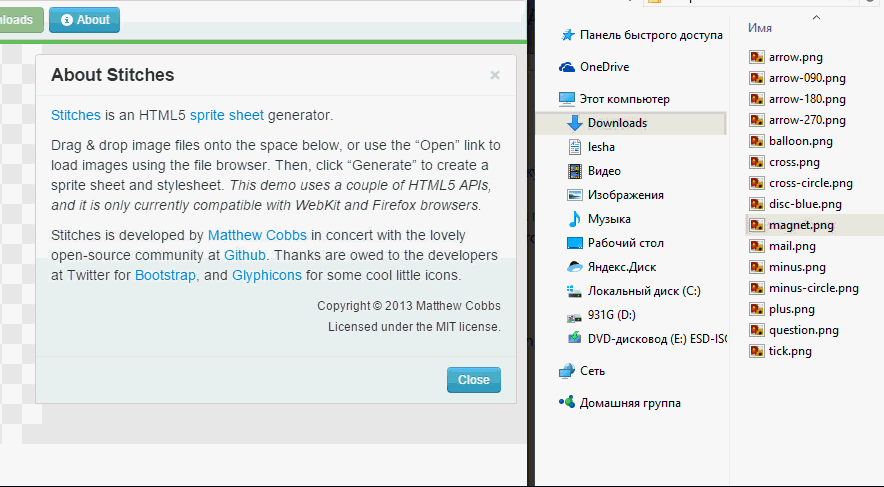 About
About Stitches
×
Stitches is an HTML5 sprite sheet generator.
Drag & drop image files onto the space below, or use the “Open” link to
load images using the file browser. Then, click “Generate” to create a
sprite sheet and stylesheet. This demo uses a couple of HTML5 APIs,
and it is only currently compatible with WebKit and Firefox browsers.
Stitches is developed by Matthew Cobbs in concert with the lovely
open-source community at Github. Thanks are owed to the developers
at Twitter for Bootstrap, and Glyphicons for some cool little icons.
Copyright © 2013 Matthew Cobbs
Licensed under the MIT license.
Close
Панель быстрого доступа
OneDrive
Этот компьютер
Downloads
lesha
Видео
Изображения
Музыка
Рабочий стол
Яндекс.Диск
Локальный диск (C:)
931G (D:)
DVD-дисковод (E:) ESD-ISO
Сеть
Домашняя группа
Имя
arrow.png
arrow-090.png
arrow-180.png
arrow-270.png
balloon.png
cross.png
cross-circle.png
disc-blue.png
magnet.png
mail.png
minus.png
minus-circle.png
plus.png
question.png
tick.png